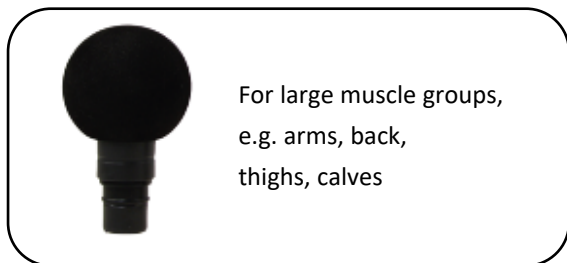 For large muscle groups,
e.g. arms, back,
thighs, calves